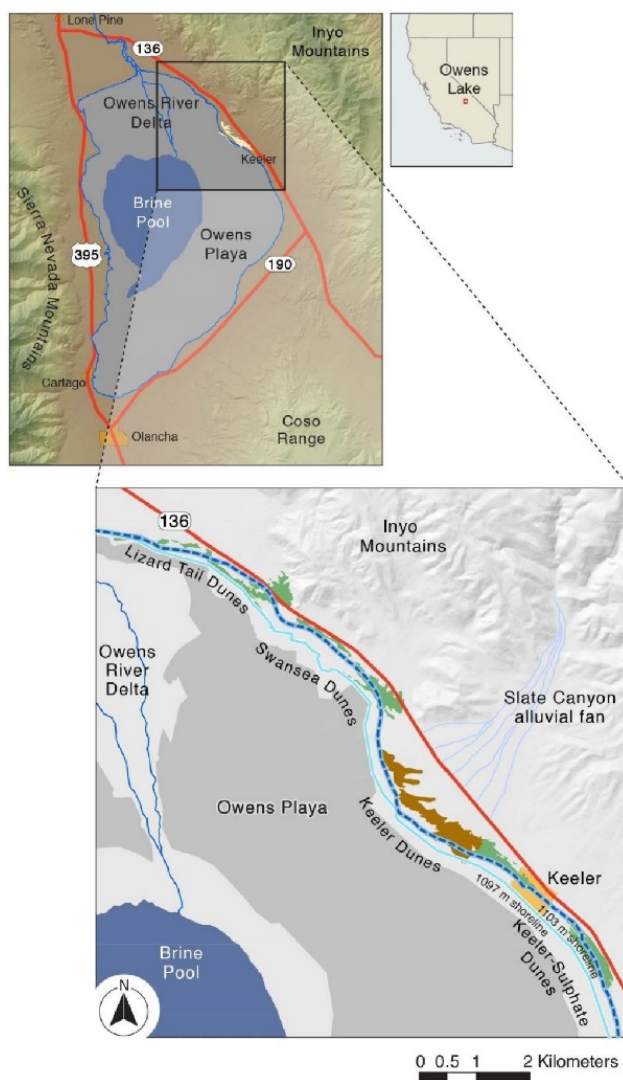 Lone Pine
136
Inyo
Mountains
Owens River
Delta
Keeler
Brine
Pool
Owens
Playa
Sierra Nevada Mountains
395
190
Cartago
Olancha
Coso
Range
Owens
Lake
136
Inyo
Mountains
Lizard Tail Dunes
Owens
River
Delta
Swansea Dunes
Slate Canyon
alluvial fan
Owens Playa
Keeler Dunes
Keeler
1097 m shoreline
1103 m shoreline
Keeler-Sulphate
Dunes
Brine
Pool
N
0 0.5 1 2 Kilometers